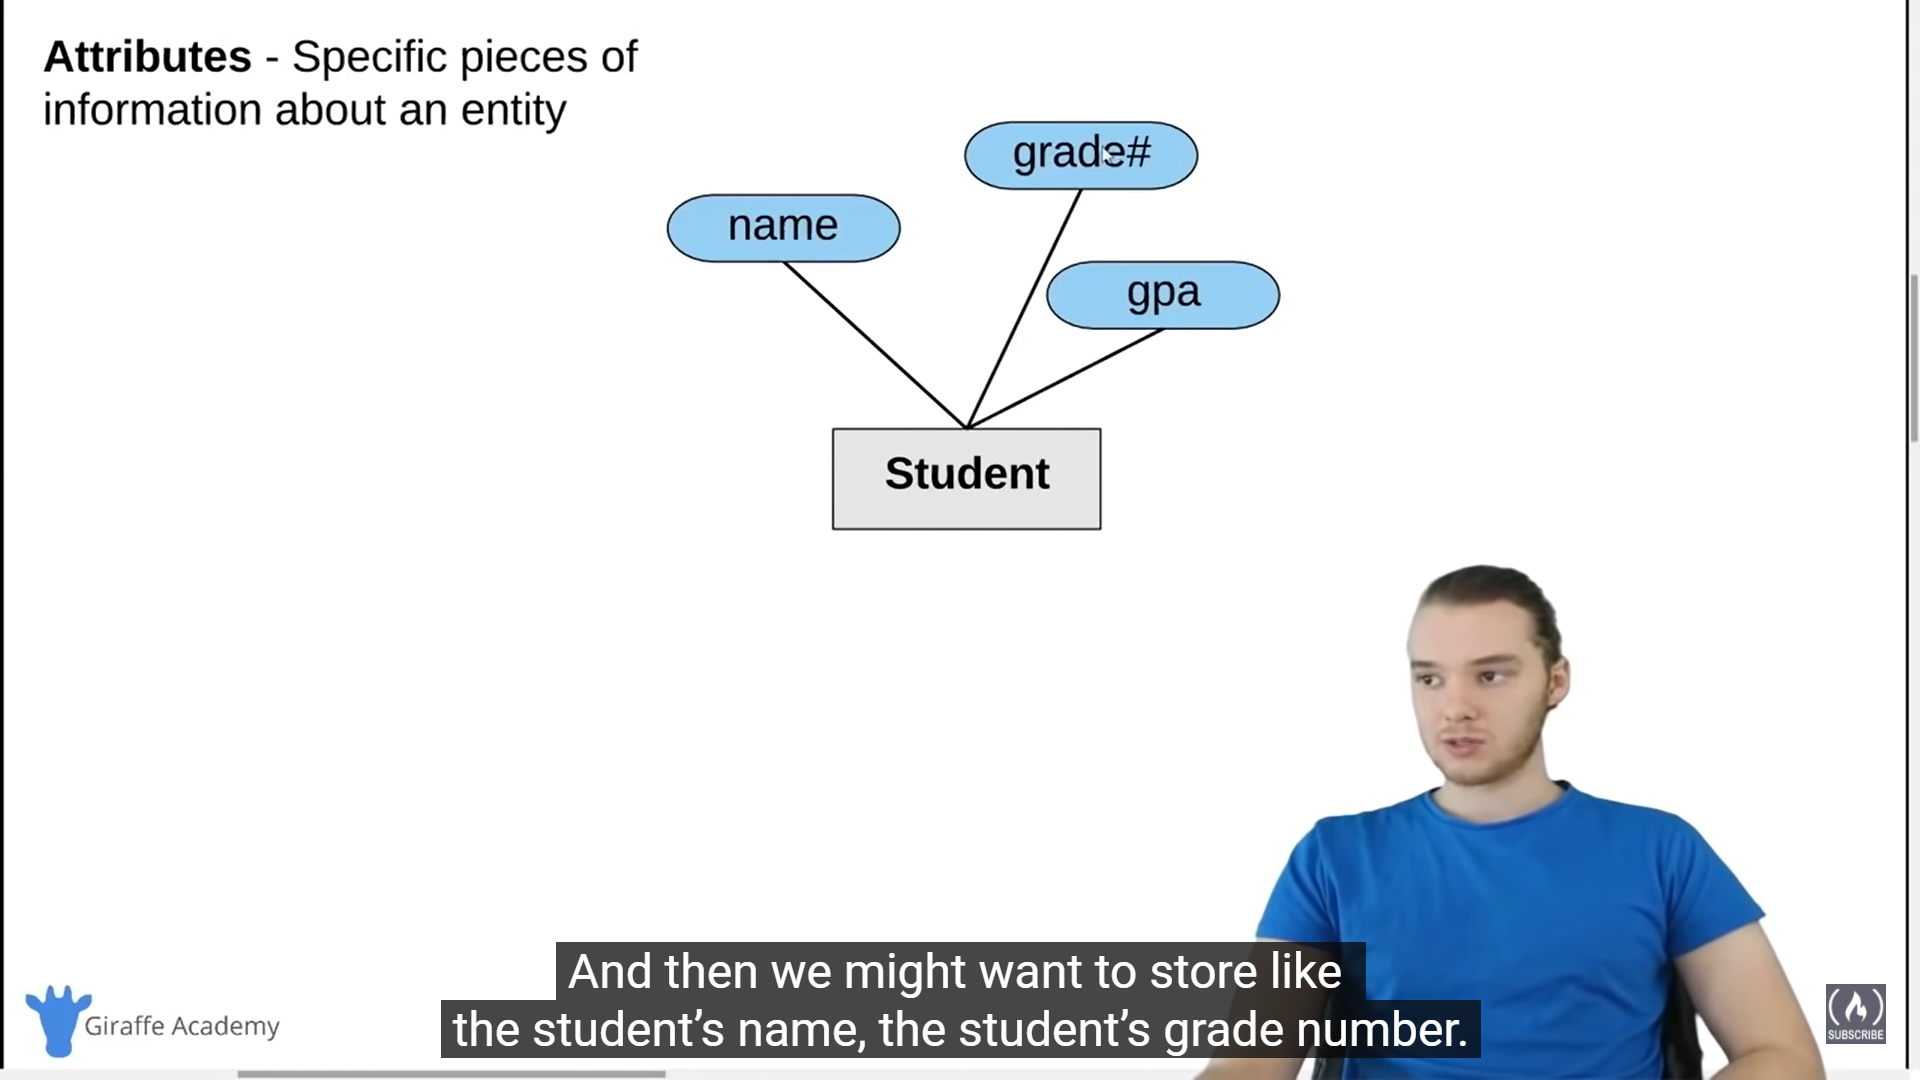 Attributes - Specific pieces of
information about an entity
grade#
name
gpa
Student
And then we might want to store like
the student’s name, the student’s grade number.
Giraffe Academy
SUBSCRIBE